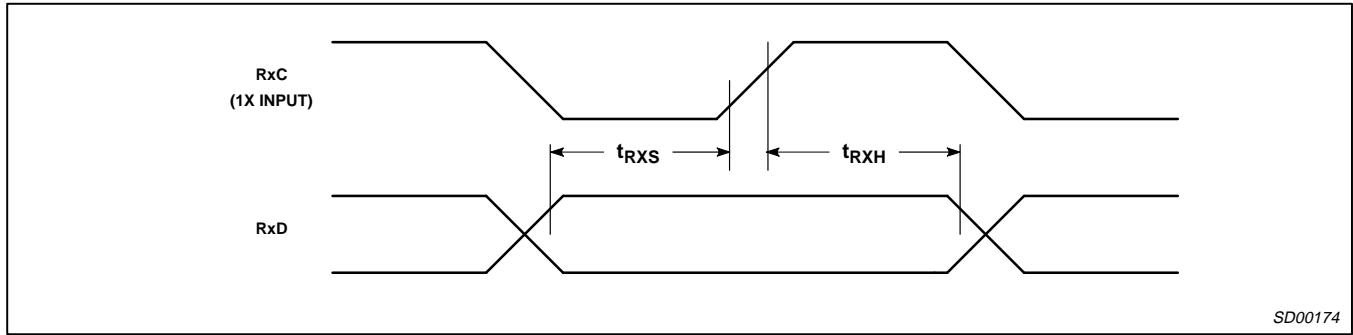 RxC
(1X INPUT)
tRXS
tRXH
RxD
SD00174